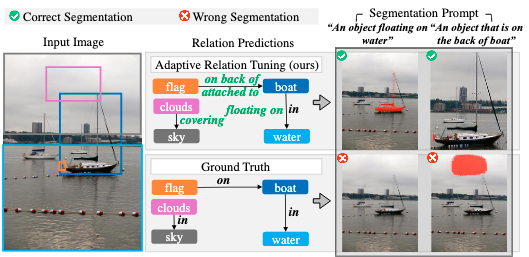 Correct Segmentation
Wrong Segmentation
Segmentation Prompt
Input Image
Relation Predictions
"An object floating on water"
"An object that is on the back of boat"
Adaptive Relation Tuning (ours)
flag
on back of
attached to
boat
clouds
covering
floating on
in
sky
water
Ground Truth
flag
on
boat
clouds
in
in
sky
water